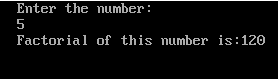 Enter the number:
5
Factorial of this number is:120